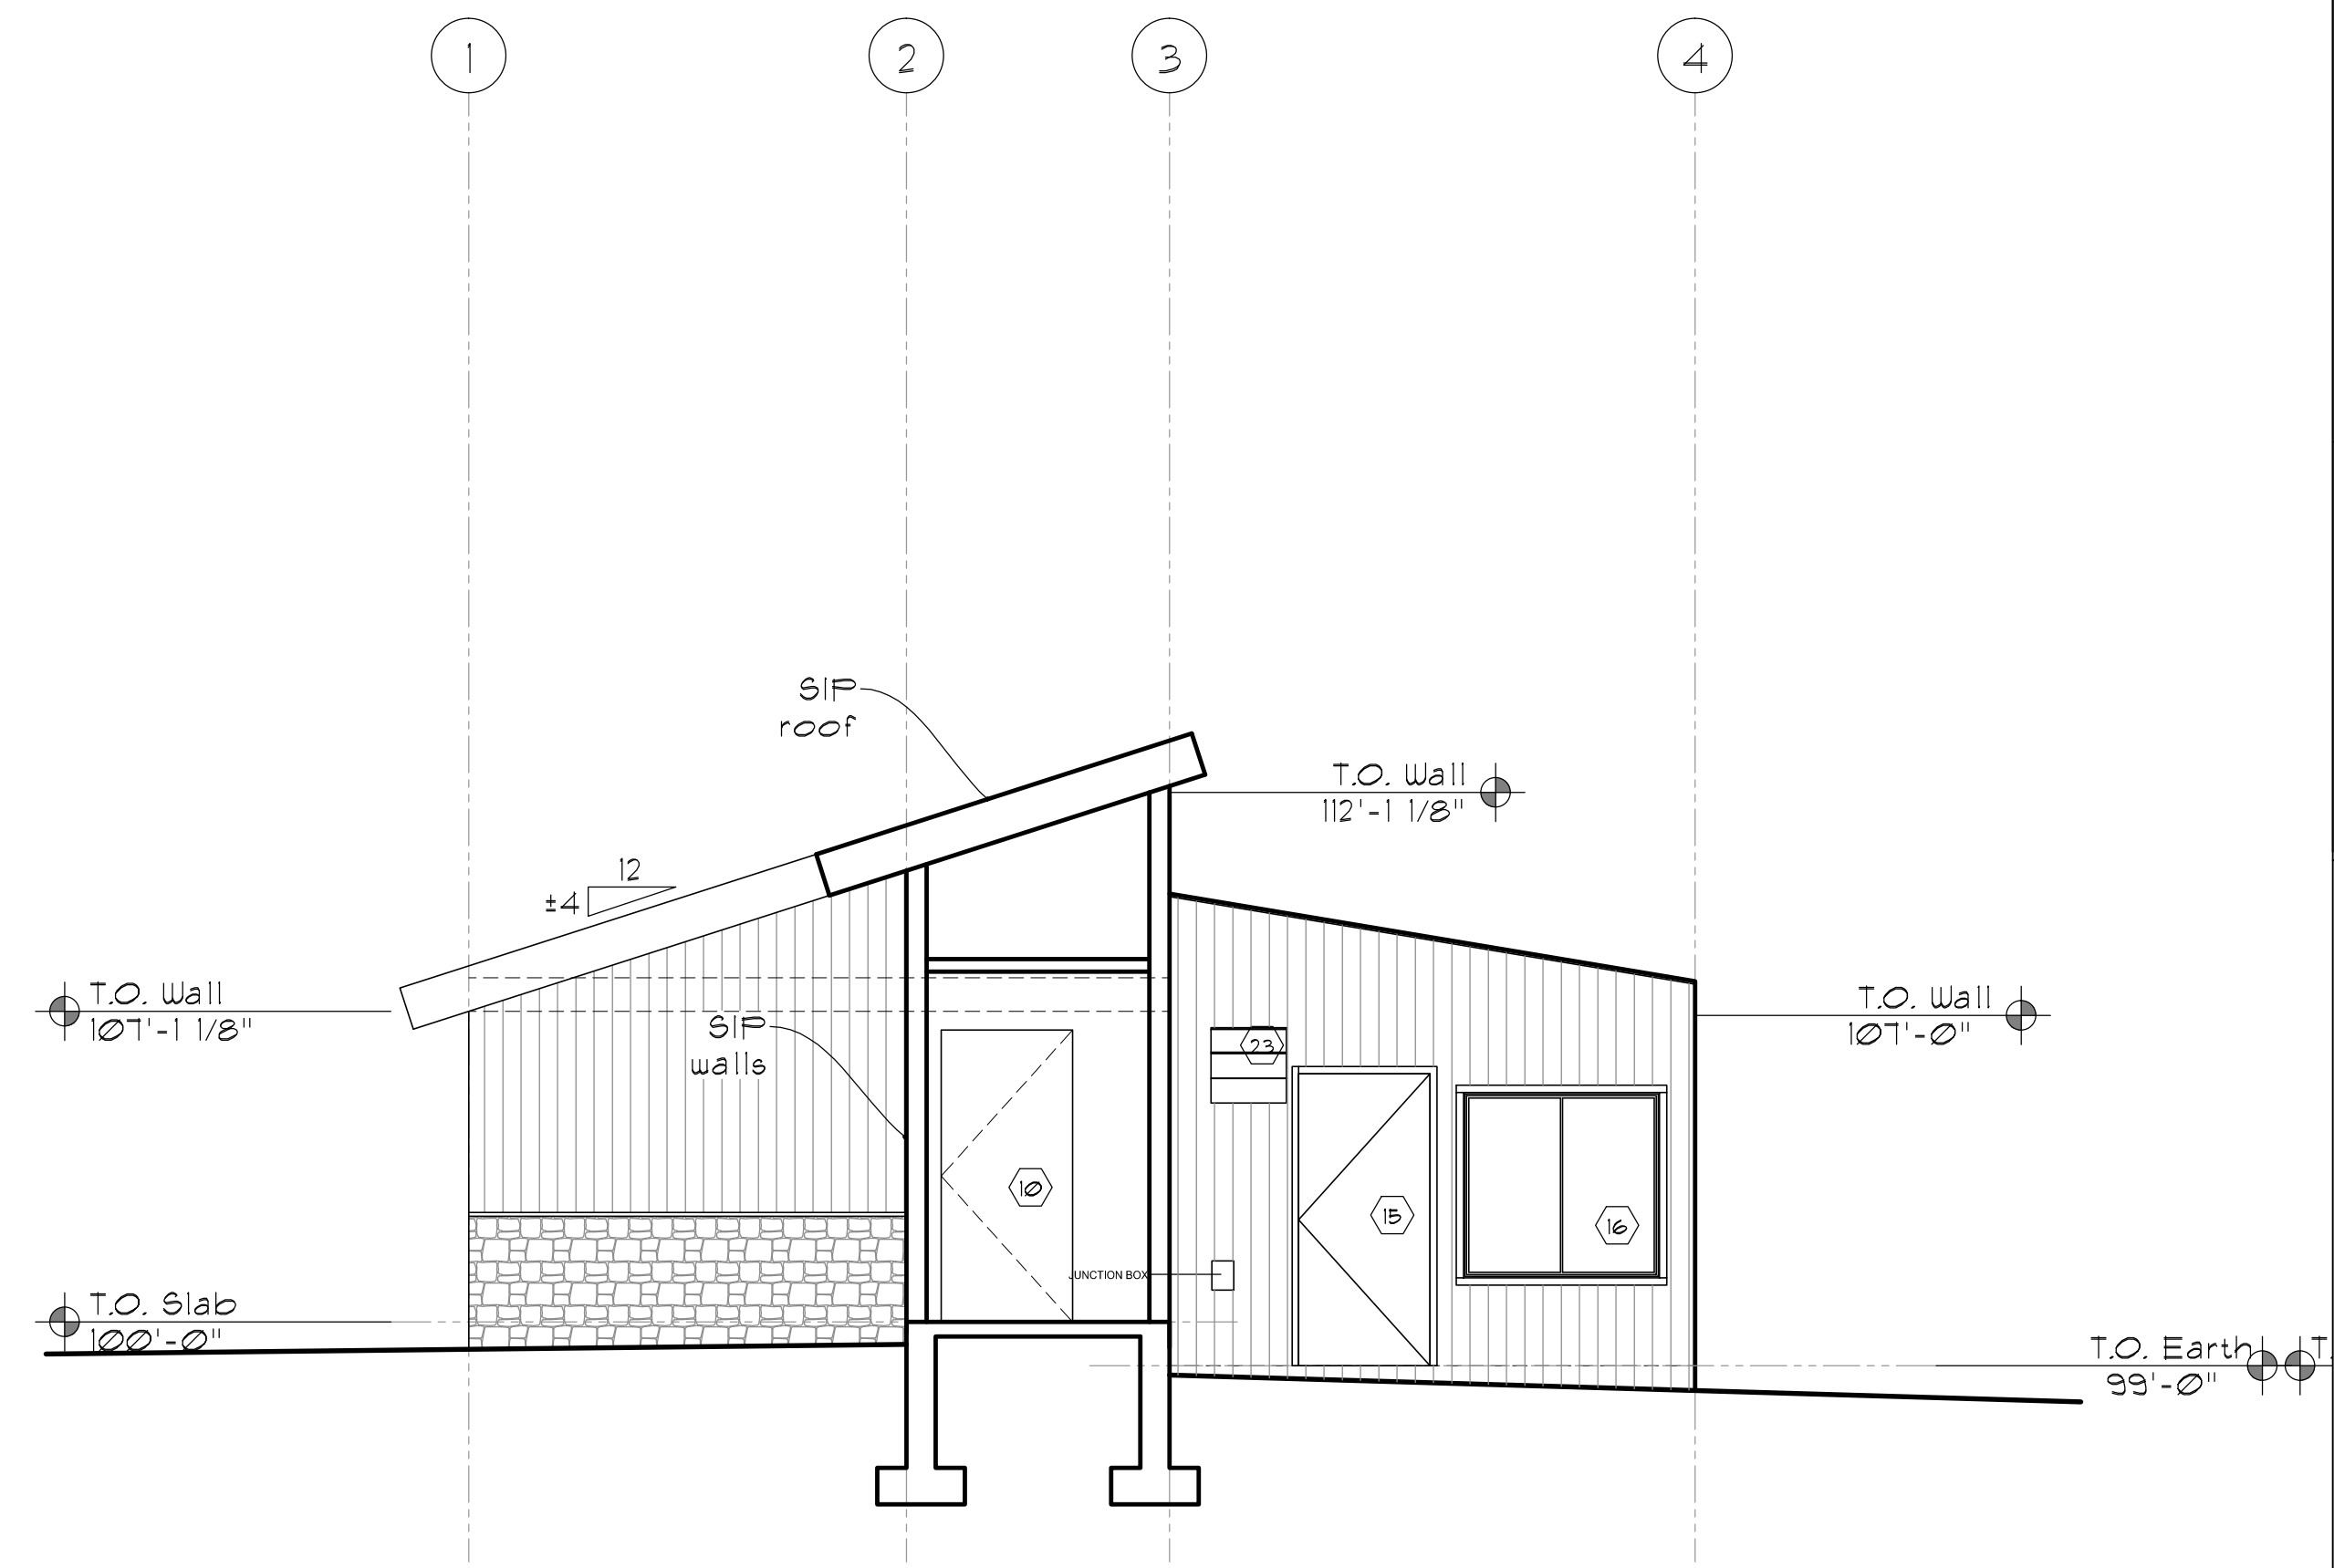 1 2 3 4
SIP
roof
T.O. Wall
112'-1 1/8"
12
±4
T.O. Wall
107'-1 1/8"
T.O. Wall
107'-0"
SIP
walls
23
10
15
16
JUNCTION BOX
T.O. Slab
100'-0"
T.O. Earth
99'-0"
T.